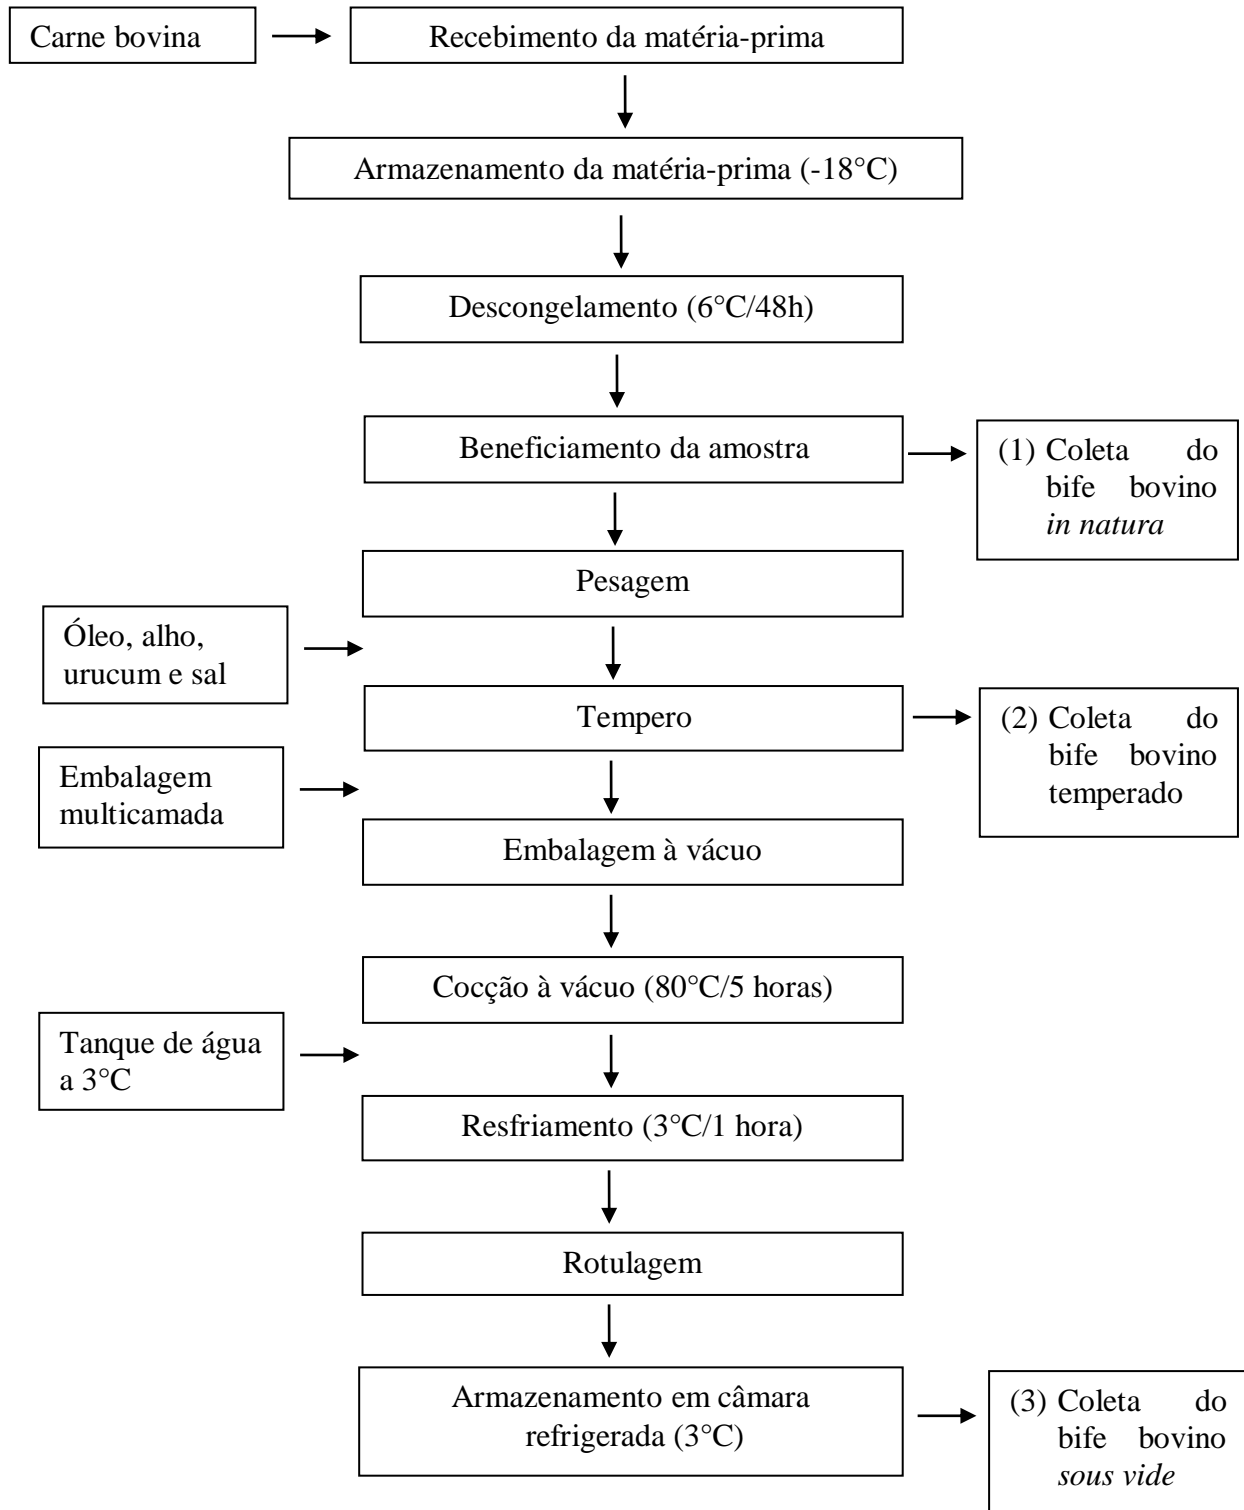 Carne bovina
Recebimento da matéria-prima
Armazenamento da matéria-prima (-18°C)
Descongelamento (6°C/48h)
Beneficiamento da amostra
(1) Coleta do
bife bovino
in natura
Pesagem
Óleo, alho,
urucum e sal
Tempero
(2) Coleta do
bife bovino
temperado
Embalagem
multicamada
Embalagem à vácuo
Cocção à vácuo (80°C/5 horas)
Tanque de água
a 3°C
Resfriamento (3°C/1 hora)
Rotulagem
Armazenamento em câmara
refrigerada (3°C)
(3) Coleta do
bife bovino
sous vide